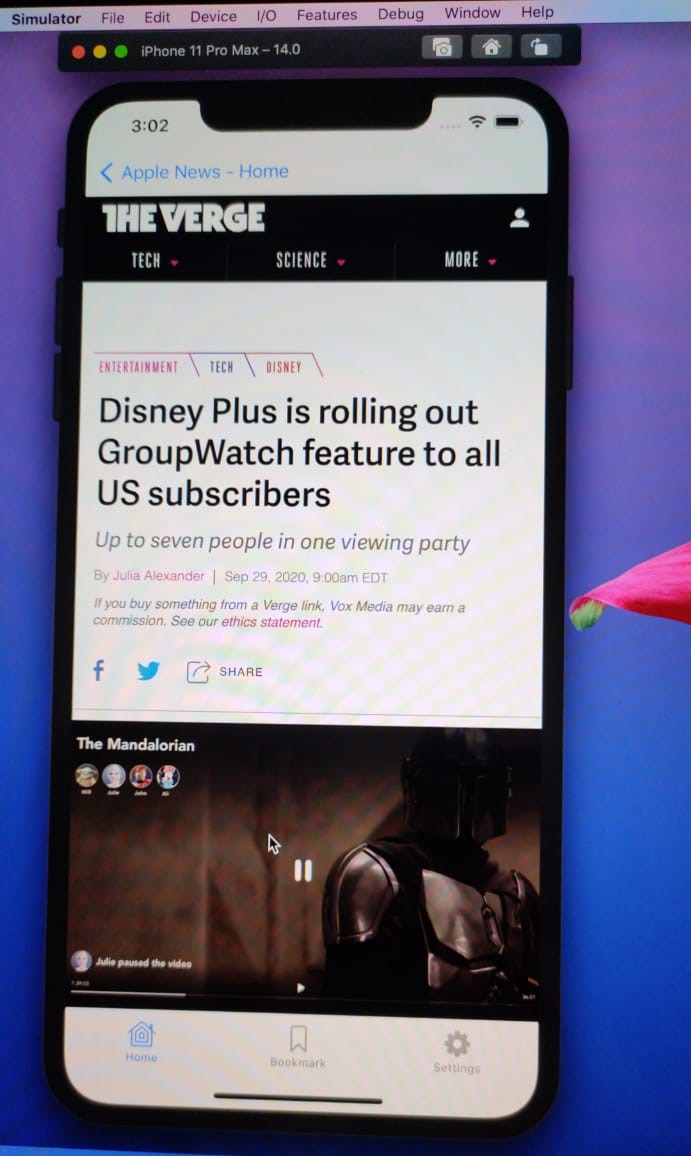 Simulator File Edit Device I/O Features Debug Window Help
iPhone 11 Pro Max – 14.0
3:02
Apple News - Home
THE VERGE
TECH SCIENCE MORE
ENTERTAINMENT TECH DISNEY
Disney Plus is rolling out
GroupWatch feature to all
US subscribers
Up to seven people in one viewing party
By Julia Alexander | Sep 29, 2020, 9:00am EDT
If you buy something from a Verge link, Vox Media may earn a
commission. See our ethics statement.
SHARE
The Mandalorian
Julie paused the video
Home Bookmark Settings